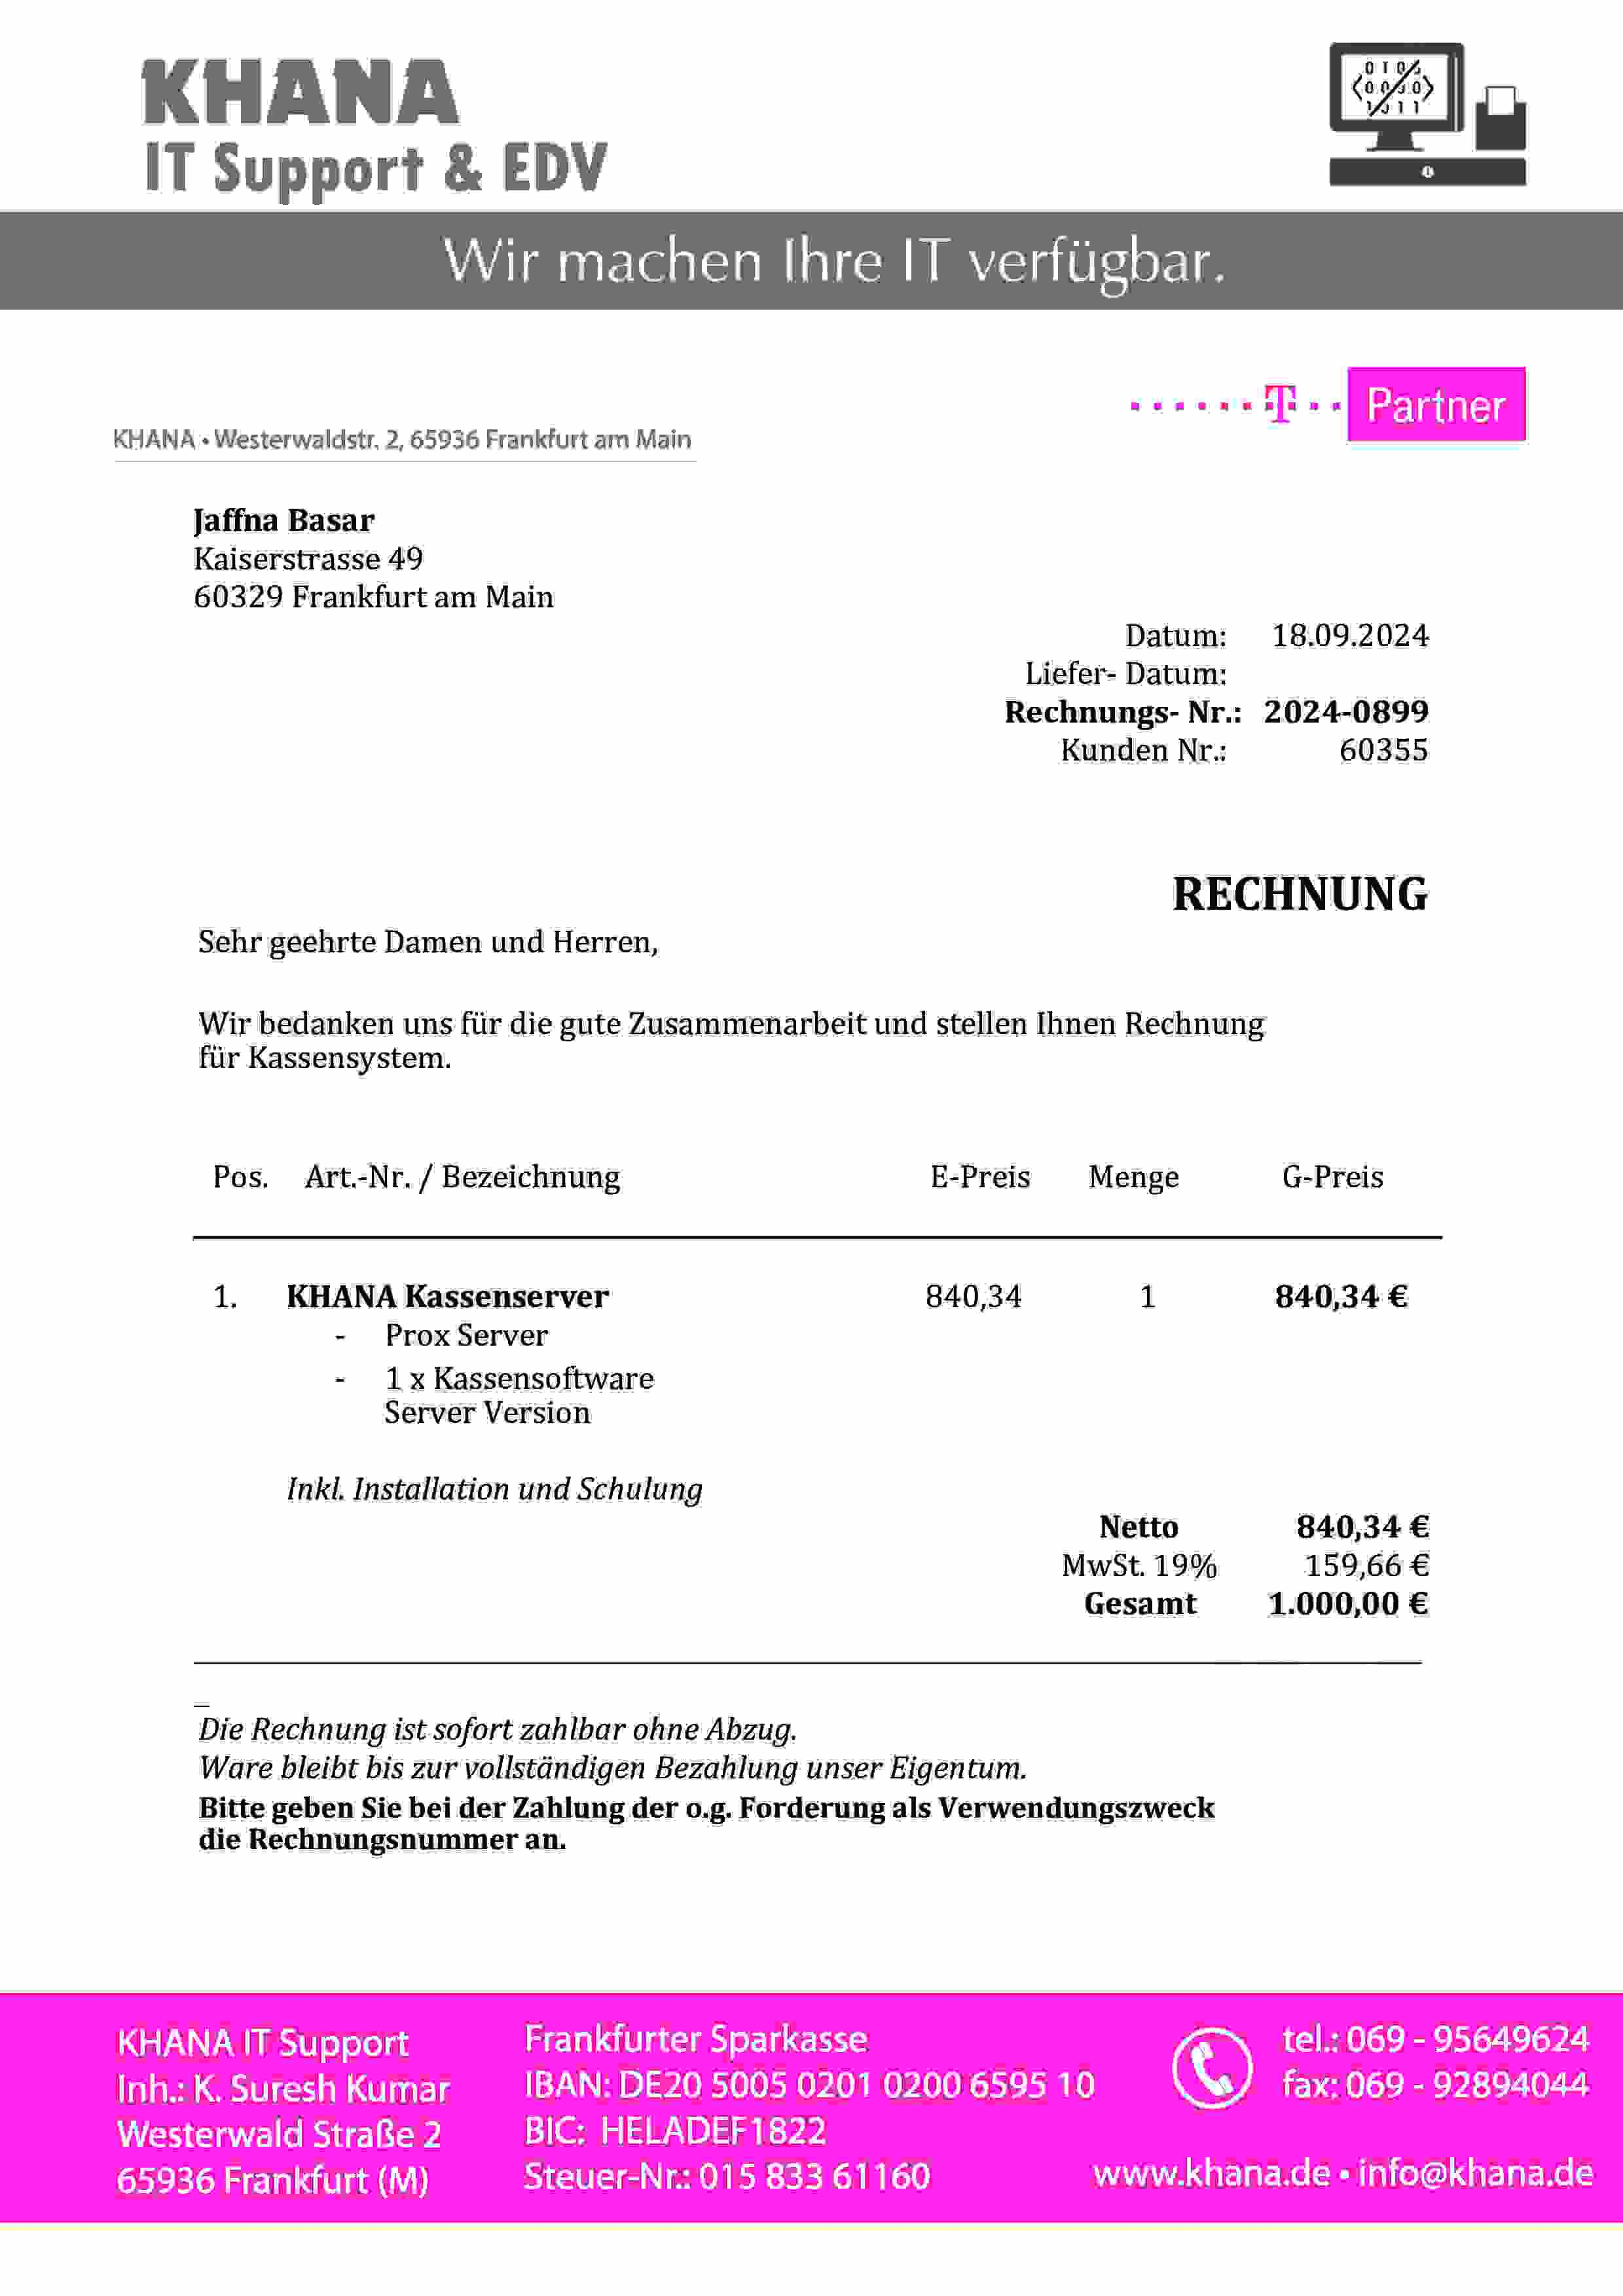 KHANA
IT Support & EDV
Wir machen Ihre IT verfügbar.
T Partner
KHANA • Westerwaldstr. 2, 65936 Frankfurt am Main
Jaffna Basar
Kaiserstrasse 49
60329 Frankfurt am Main
Datum: 18.09.2024
Liefer- Datum:
Rechnungs- Nr.: 2024-0899
Kunden Nr.: 60355
RECHNUNG
Sehr geehrte Damen und Herren,
Wir bedanken uns für die gute Zusammenarbeit und stellen Ihnen Rechnung
für Kassensystem.
Pos. Art.-Nr. / Bezeichnung E-Preis Menge G-Preis
1. KHANA Kassenserver 840,34 1 840,34 €
- Prox Server
- 1 x Kassensoftware
Server Version
Inkl. Installation und Schulung
Netto 840,34 €
MwSt. 19% 159,66 €
Gesamt 1.000,00 €
Die Rechnung ist sofort zahlbar ohne Abzug.
Ware bleibt bis zur vollständigen Bezahlung unser Eigentum.
Bitte geben Sie bei der Zahlung der o.g. Forderung als Verwendungszweck
die Rechnungsnummer an.
KHANA IT Support
Inh.: K. Suresh Kumar
Westerwald Straße 2
65936 Frankfurt (M)
Frankfurter Sparkasse
IBAN: DE20 5005 0201 0200 6595 10
BIC: HELADEF1822
Steuer-Nr.: 015 833 61160
tel.: 069 - 95649624
fax: 069 - 92894044
www.khana.de • info@khana.de